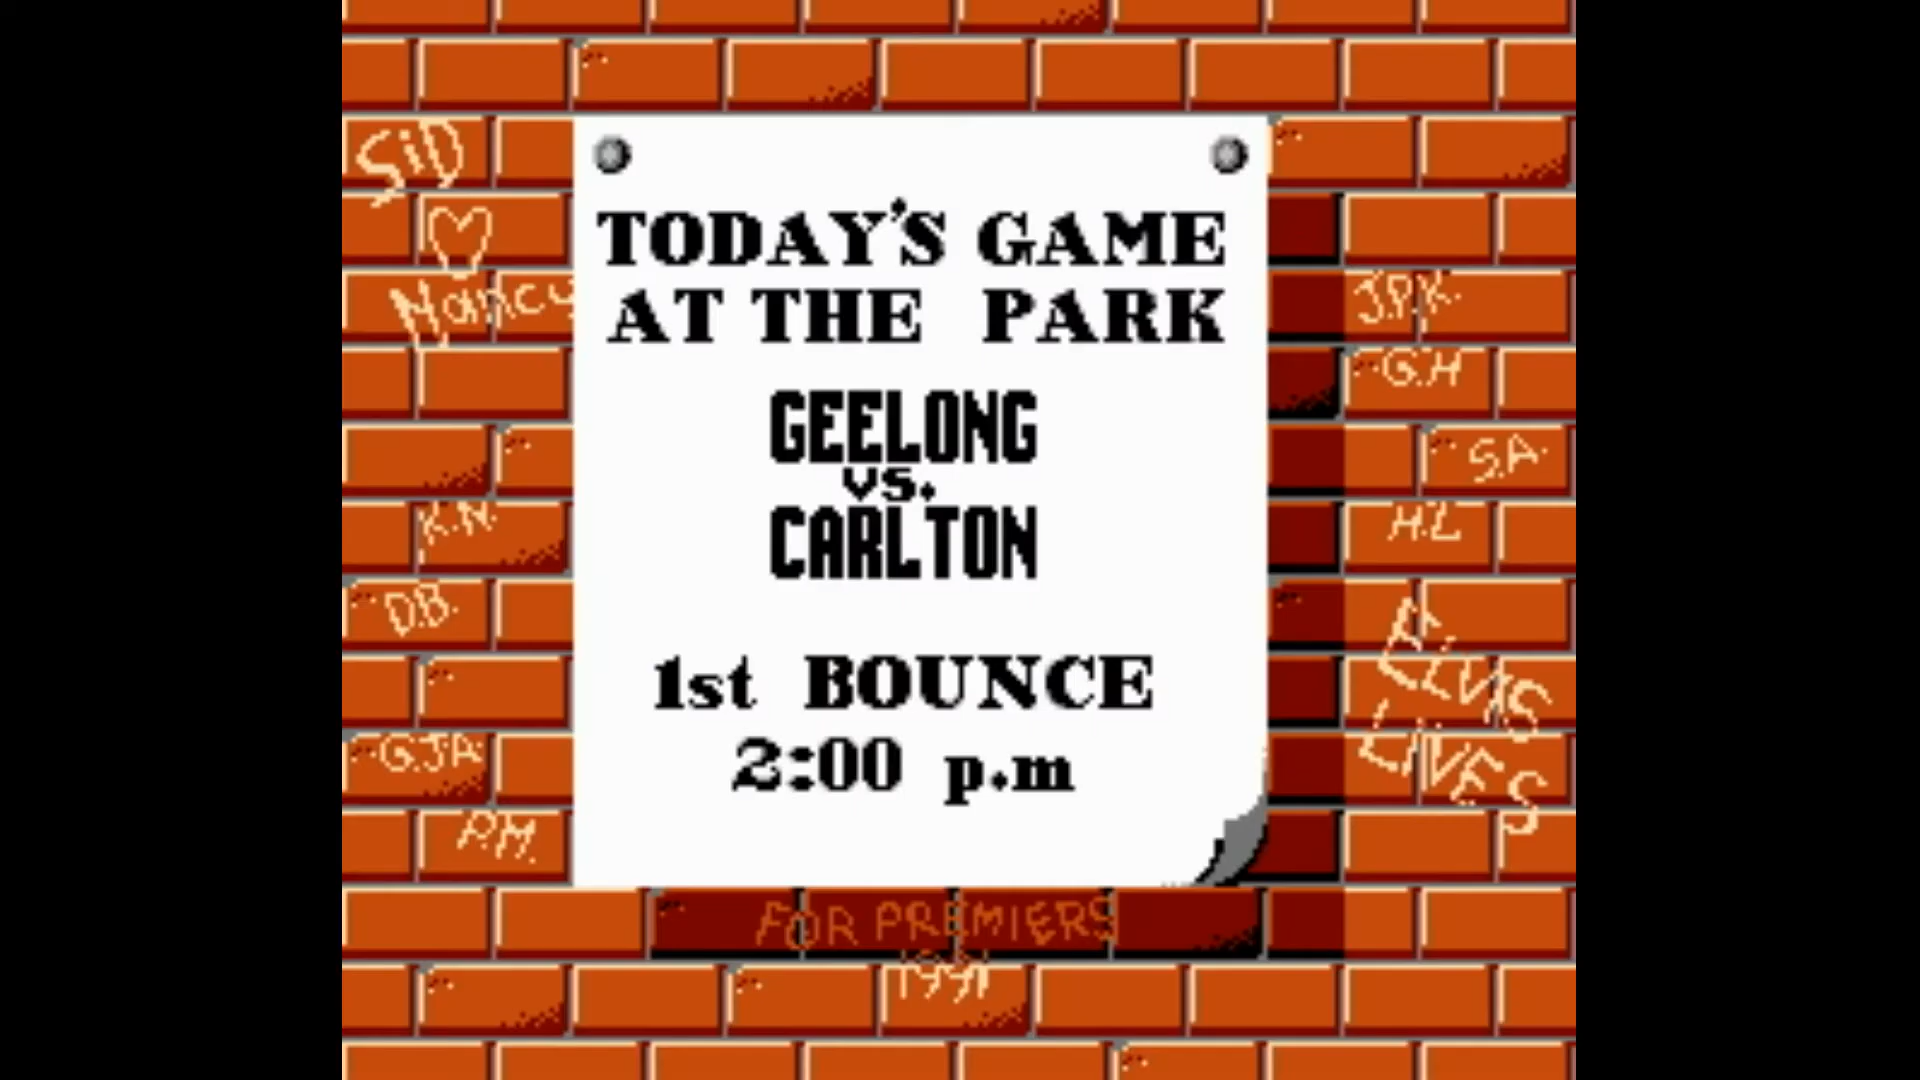 SiD
Nancy
TODAY'S GAME
AT THE PARK
GEELONG
vs.
CARLTON
1st BOUNCE
2:00 p.m
K.N.
D.B.
G.J.A.
P.M.
J.P.K.
G.H
S.A.
H.L
ELVIS
LIVES
FOR PREMIERS
1991